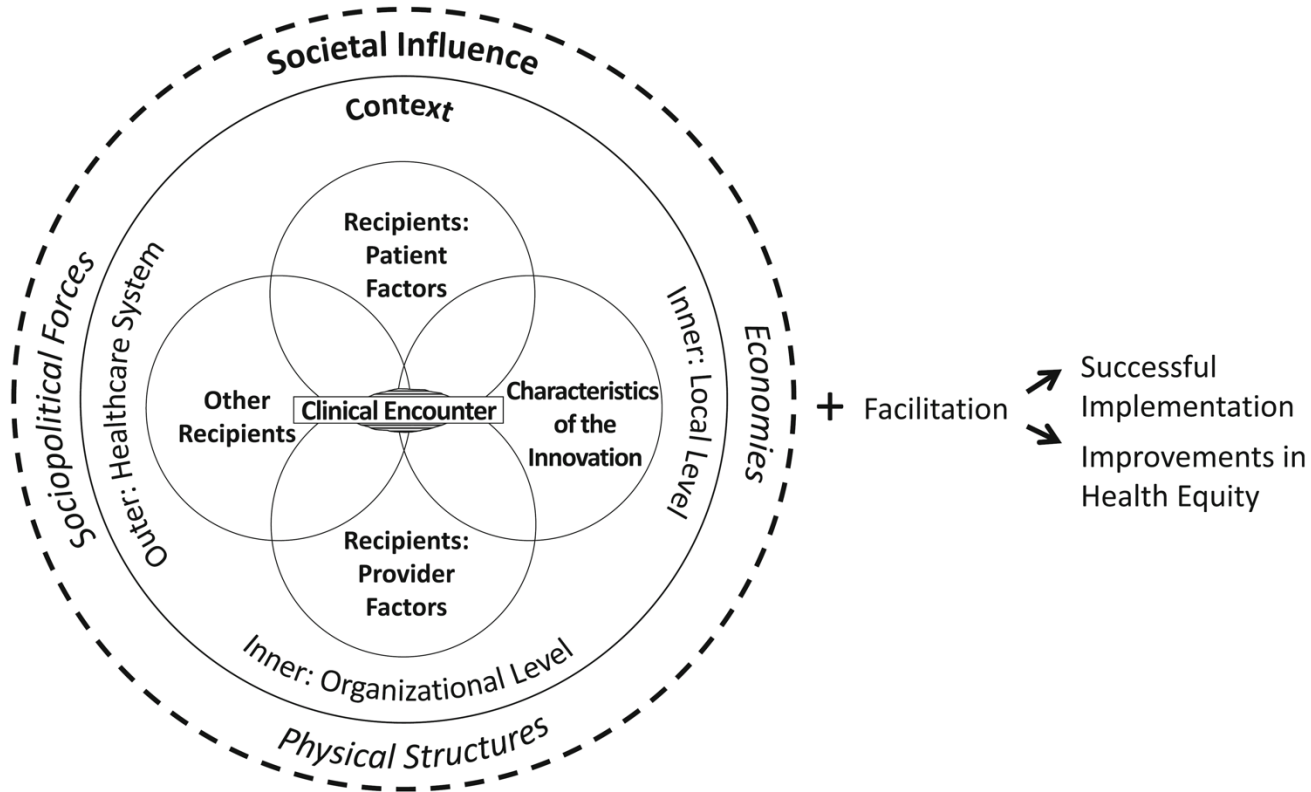 Societal Influence
Context
Recipients:
Patient
Factors
Sociopolitical Forces
Outer: Healthcare System
Other
Recipients
Clinical Encounter
Characteristics
of the
Innovation
Inner: Local Level
Economies
Recipients:
Provider
Factors
Inner: Organizational Level
Physical Structures
+
Facilitation
Successful
Implementation
Improvements in
Health Equity